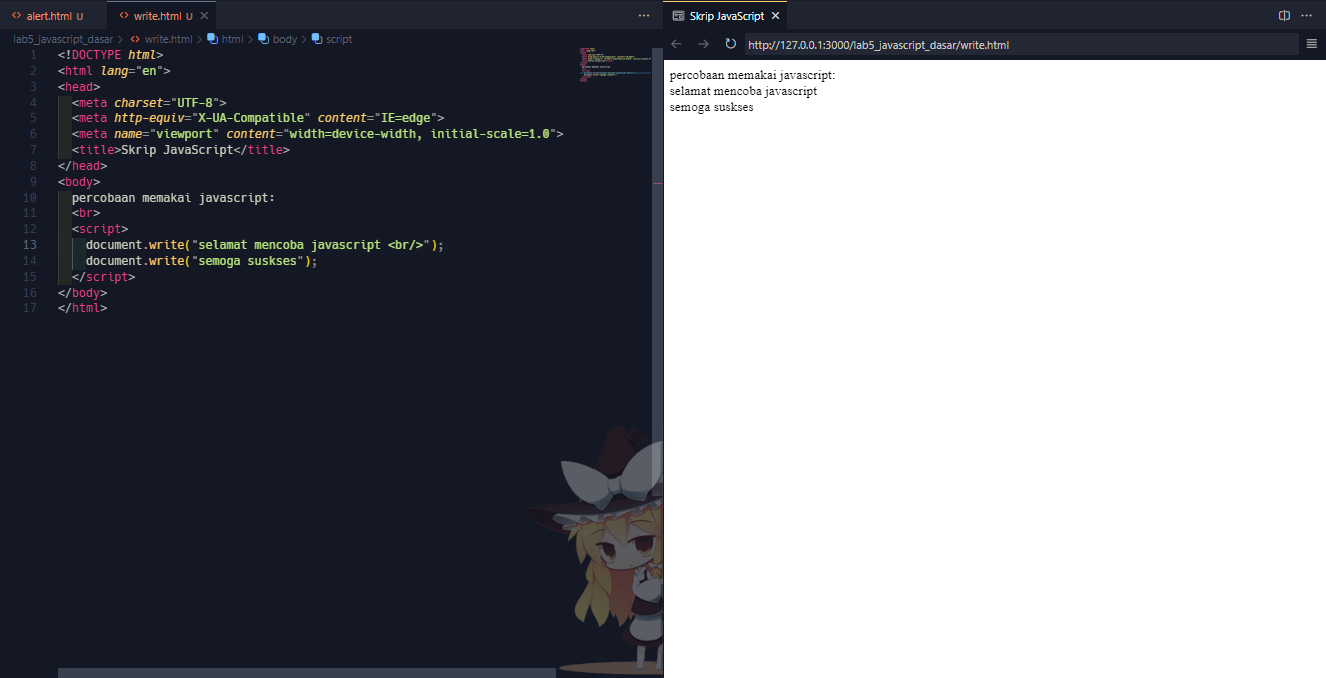 alert.html U
write.html U
lab5_javascript_dasar > write.html > html > body > script
1 <!DOCTYPE html>
2 <html lang="en">
3 <head>
4 <meta charset="UTF-8">
5 <meta http-equiv="X-UA-Compatible" content="IE=edge">
6 <meta name="viewport" content="width=device-width, initial-scale=1.0">
7 <title>Skrip JavaScript</title>
8 </head>
9 <body>
10 percobaan memakai javascript:
11 <br>
12 <script>
13 document.write("selamat mencoba javascript <br/>");
14 document.write("semoga suskses");
15 </script>
16 </body>
17 </html>
Skrip JavaScript
http://127.0.0.1:3000/lab5_javascript_dasar/write.html
percobaan memakai javascript:
selamat mencoba javascript
semoga suskses